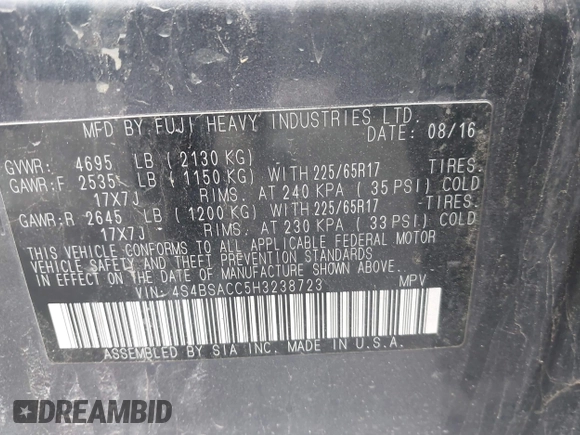 MFD BY FUJI HEAVY INDUSTRIES LTD.
DATE: 08/16
GVWR: 4695 LB (2130 KG)
GAWR:F 2535 LB (1150 KG) WITH 225/65R17 TIRES.
17X7J RIMS. AT 240 KPA (35 PSI) COLD
GAWR:R 2645 LB (1200 KG) WITH 225/65R17 TIRES.
17X7J RIMS. AT 230 KPA (33 PSI) COLD
THIS VEHICLE CONFORMS TO ALL APPLICABLE FEDERAL MOTOR
VEHICLE SAFETY, BUMPER, AND THEFT PREVENTION STANDARDS
IN EFFECT ON THE DATE OF MANUFACTURE SHOWN ABOVE.
VIN: 4S4BSACC5H3238723 MPV
ASSEMBLED BY SIA INC. MADE IN U.S.A.
DREAMBID